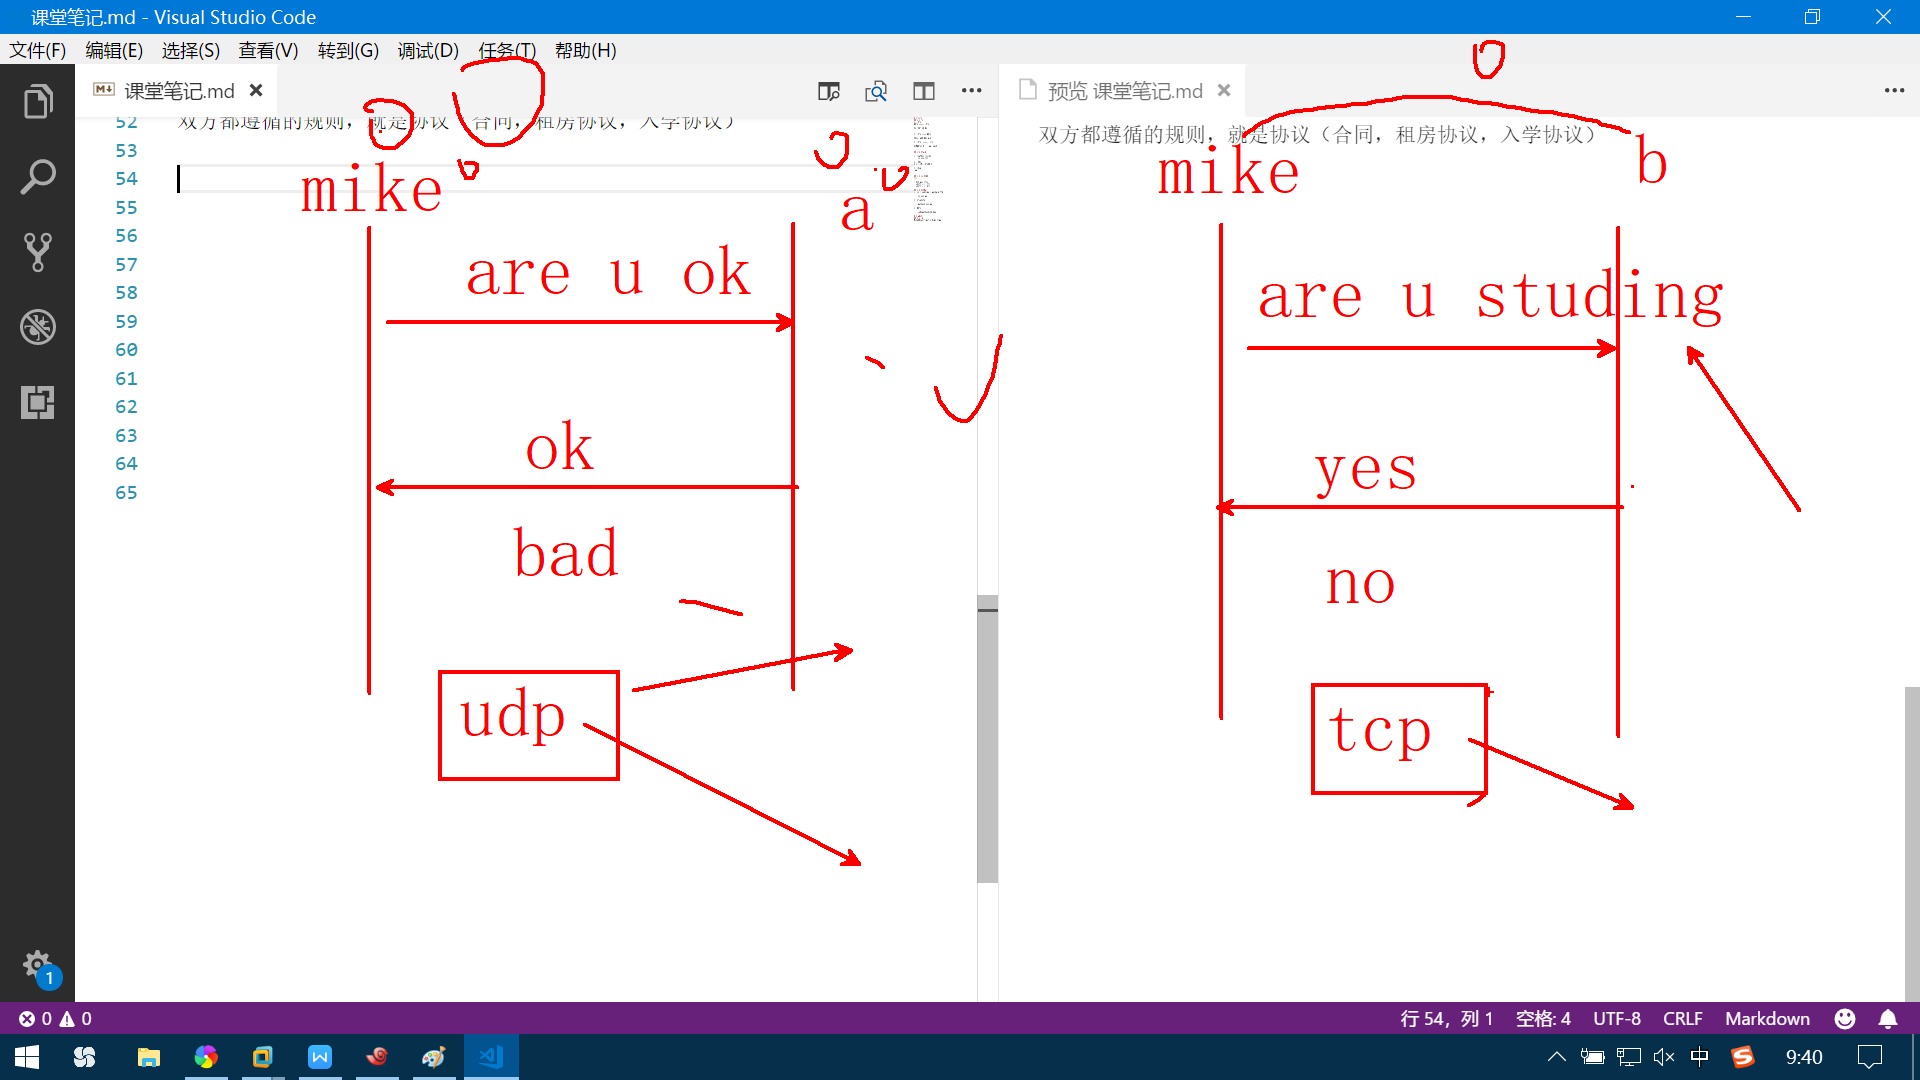 课堂笔记.md - Visual Studio Code
文件(F) 编辑(E) 选择(S) 查看(V) 转到(G) 调试(D) 任务(T) 帮助(H)
课堂笔记.md
预览 课堂笔记.md
52 双方都遵循的规则，就是协议（合同，租房协议，入学协议）
53
54
55
56
57
58
59
60
61
62
63
64
65
mike
a
are u ok
ok
bad
udp
双方都遵循的规则，就是协议（合同，租房协议，入学协议）
mike
b
are u studing
yes
no
tcp
1
0 0
行 54，列 1 空格: 4 UTF-8 CRLF Markdown
中 9:40